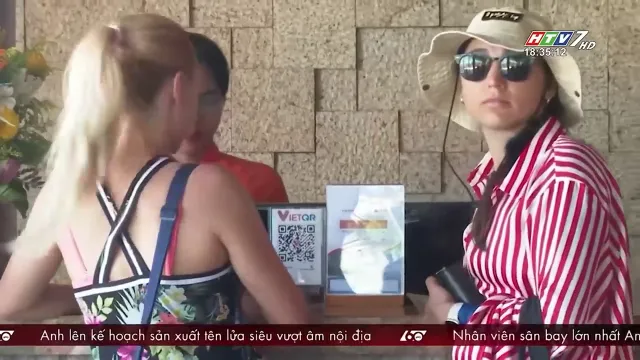 HTV7 HD
18:35:12
VIETQR
Anh lên kế hoạch sản xuất tên lửa siêu vượt âm nội địa
60
Nhân viên sân bay lớn nhất An